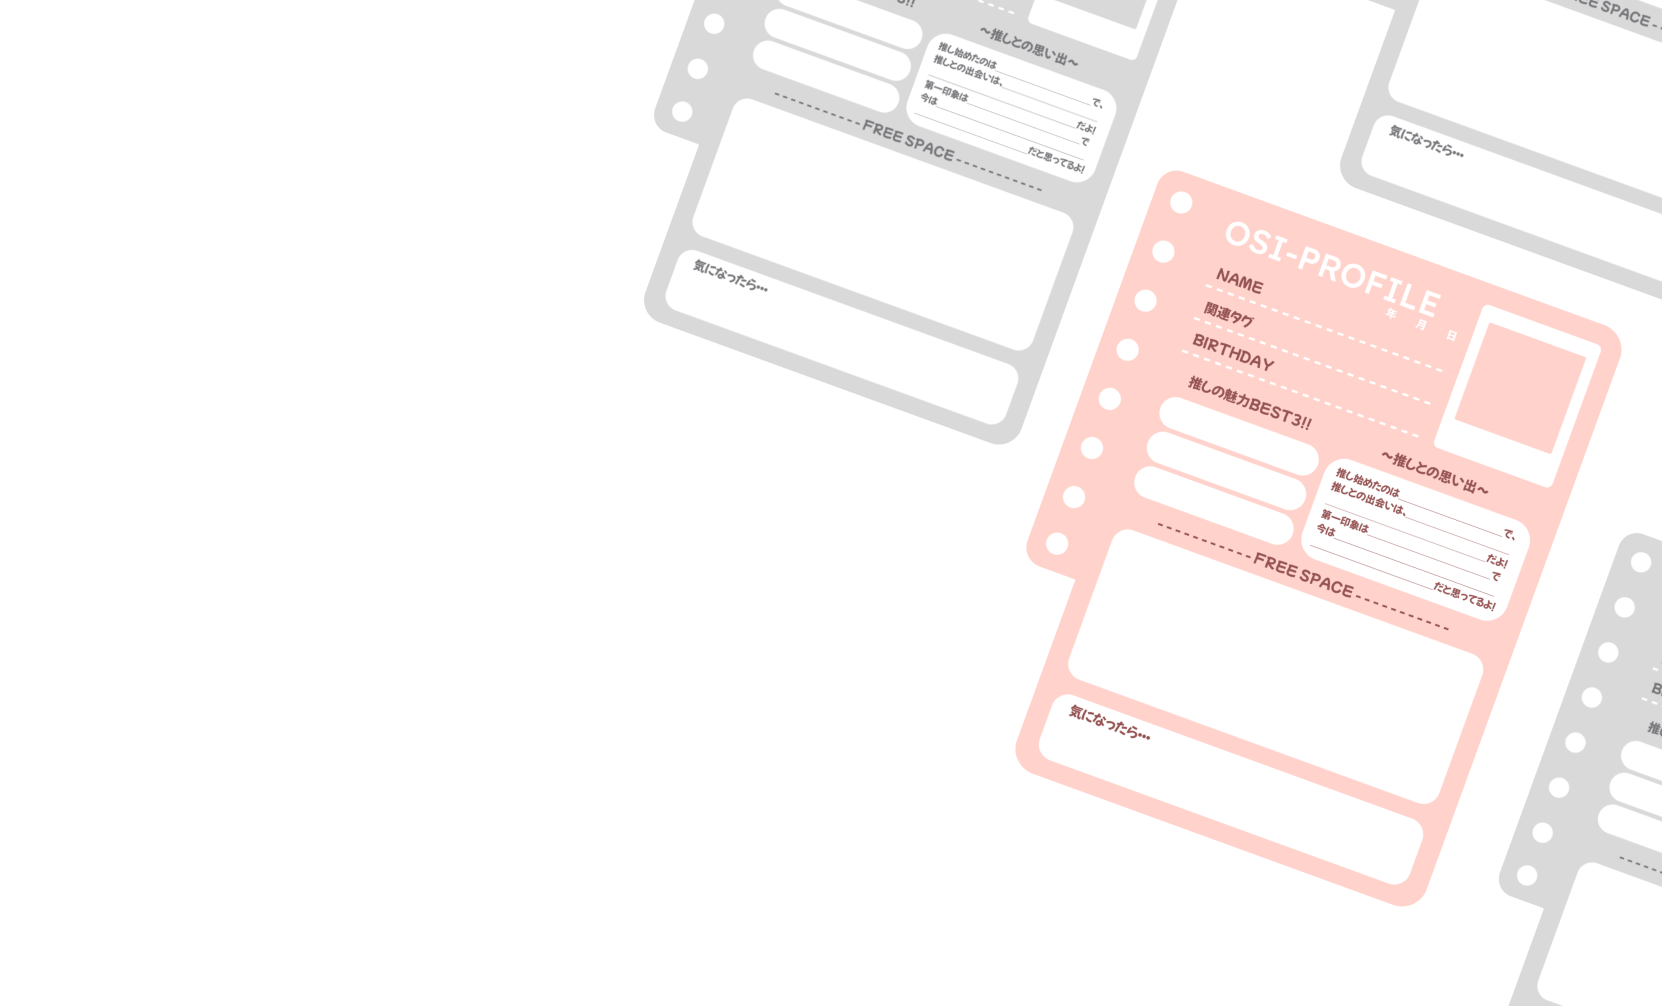 〜推しとの思い出〜
推し始めたのは
で、
推しとの出会いは、
だよ!
第一印象は
で
今は
だと思ってるよ!
FREE SPACE
気になったら…
気になったら…
OSI-PROFILE
年 月 日
NAME
関連タグ
BIRTHDAY
推しの魅力BEST3!!
〜推しとの思い出〜
推し始めたのは
で、
推しとの出会いは、
だよ!
第一印象は
で
今は
だと思ってるよ!
FREE SPACE
気になったら…